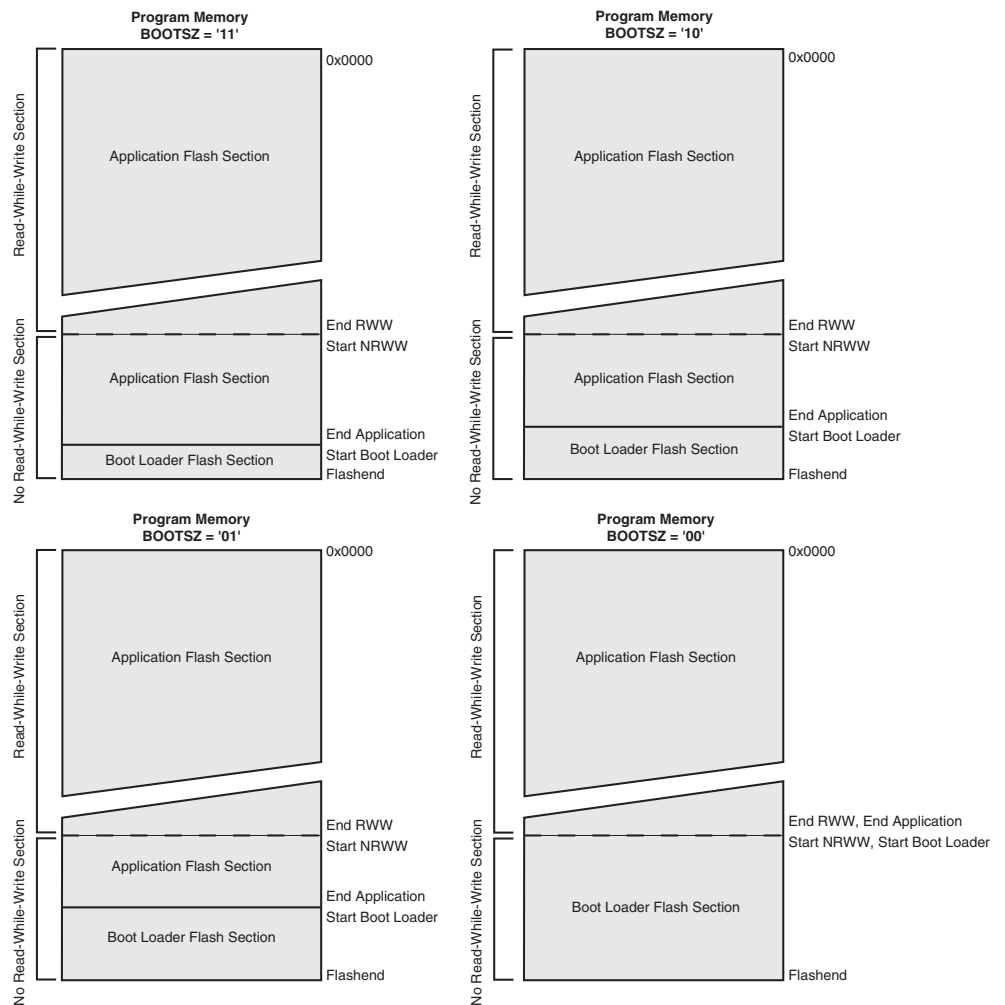 Program Memory
BOOTSZ = '11'
0x0000
Read-While-Write Section
Application Flash Section
End RWW
Start NRWW
No Read-While-Write Section
Application Flash Section
End Application
Start Boot Loader
Boot Loader Flash Section
Flashend
Program Memory
BOOTSZ = '10'
0x0000
Read-While-Write Section
Application Flash Section
End RWW
Start NRWW
No Read-While-Write Section
Application Flash Section
End Application
Start Boot Loader
Boot Loader Flash Section
Flashend
Program Memory
BOOTSZ = '01'
0x0000
Read-While-Write Section
Application Flash Section
End RWW
Start NRWW
No Read-While-Write Section
Application Flash Section
End Application
Start Boot Loader
Boot Loader Flash Section
Flashend
Program Memory
BOOTSZ = '00'
0x0000
Read-While-Write Section
Application Flash Section
End RWW, End Application
Start NRWW, Start Boot Loader
No Read-While-Write Section
Boot Loader Flash Section
Flashend